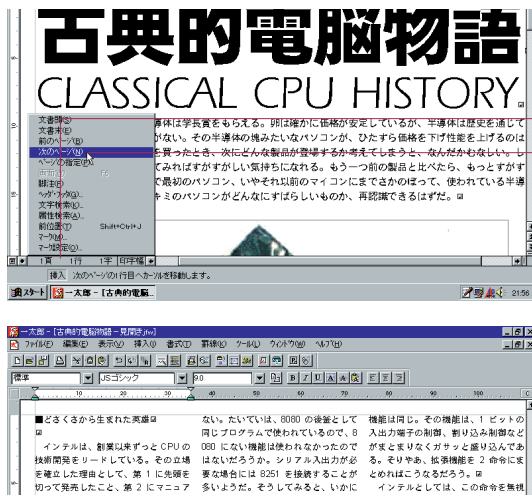 古典的電脳物語
CLASSICAL CPU HISTORY
文書頭(S)
文書末(E)
前のページ(B)
次のページ(N)
ページの指定(P)...
脚注(F)
ヘッダ・フッタ(G)...
文字検索(C)...
属性検索(A)...
前位置(J) Shift+Ctrl+J
マーク(M)...
マーク設定(O)...
導体は学長賞をもらえる。卵は確かに価格が安定しているが、半導体は歴史を通して
がない。その半導体の塊みたいなパソコンが、ひたすら価格を下げ性能を上げるのは
を買ったとき、次にどんな製品が登場するか考えてしまうと、なんだかむなしい。し
てみればすがすがしい気持ちになれる。もう一つ前の製品と比べたら、もっとすがす
で最初のパソコン、いやそれ以前のマイコンにまでさかのぼって、使われている半導
キミのパソコンがどんなにすばらしいものか、再認識できるはずだ。
1頁 1行 1字 印字幅
挿入 次のページの1行目へカーソルを移動します。
スタート 一太郎 - [古典的電脳... 21:56
一太郎 - [古典的電脳物語 - 見開き.jfw]
ファイル(F) 編集(E) 表示(V) 挿入(I) 書式(T) 罫線(K) ツール(L) ウィンドウ(W) ヘルプ(H)
標準 JSゴシック 9.0 B I U A A
10 20 30 40 50 60 70 80 90 100
■どさくさから生まれた英雄
インテルは、創業以来ずっと CPU の
技術開発をリードしている。その立場
を確立した理由として、第 1 に先頭を
切って発売したこと、第 2 にマニュア
ない。たいていは、8080 の後釜として
同じプログラムで使われているので、8
080 にない機能は使われなかったので
はないだろうか。シリアル入出力が必
要な場合には 8251 を接続することが
多いようだ。そうしてみると、いかに
機能は同じ。その機能は、1 ビットの
入出力端子の制御、割り込み制御など
がまとまりなくガサッと盛り込んであ
る。そりゃあ、拡張機能を 2 命令にま
とめればこうなるだろう。
インテルとしては、この命令を無視